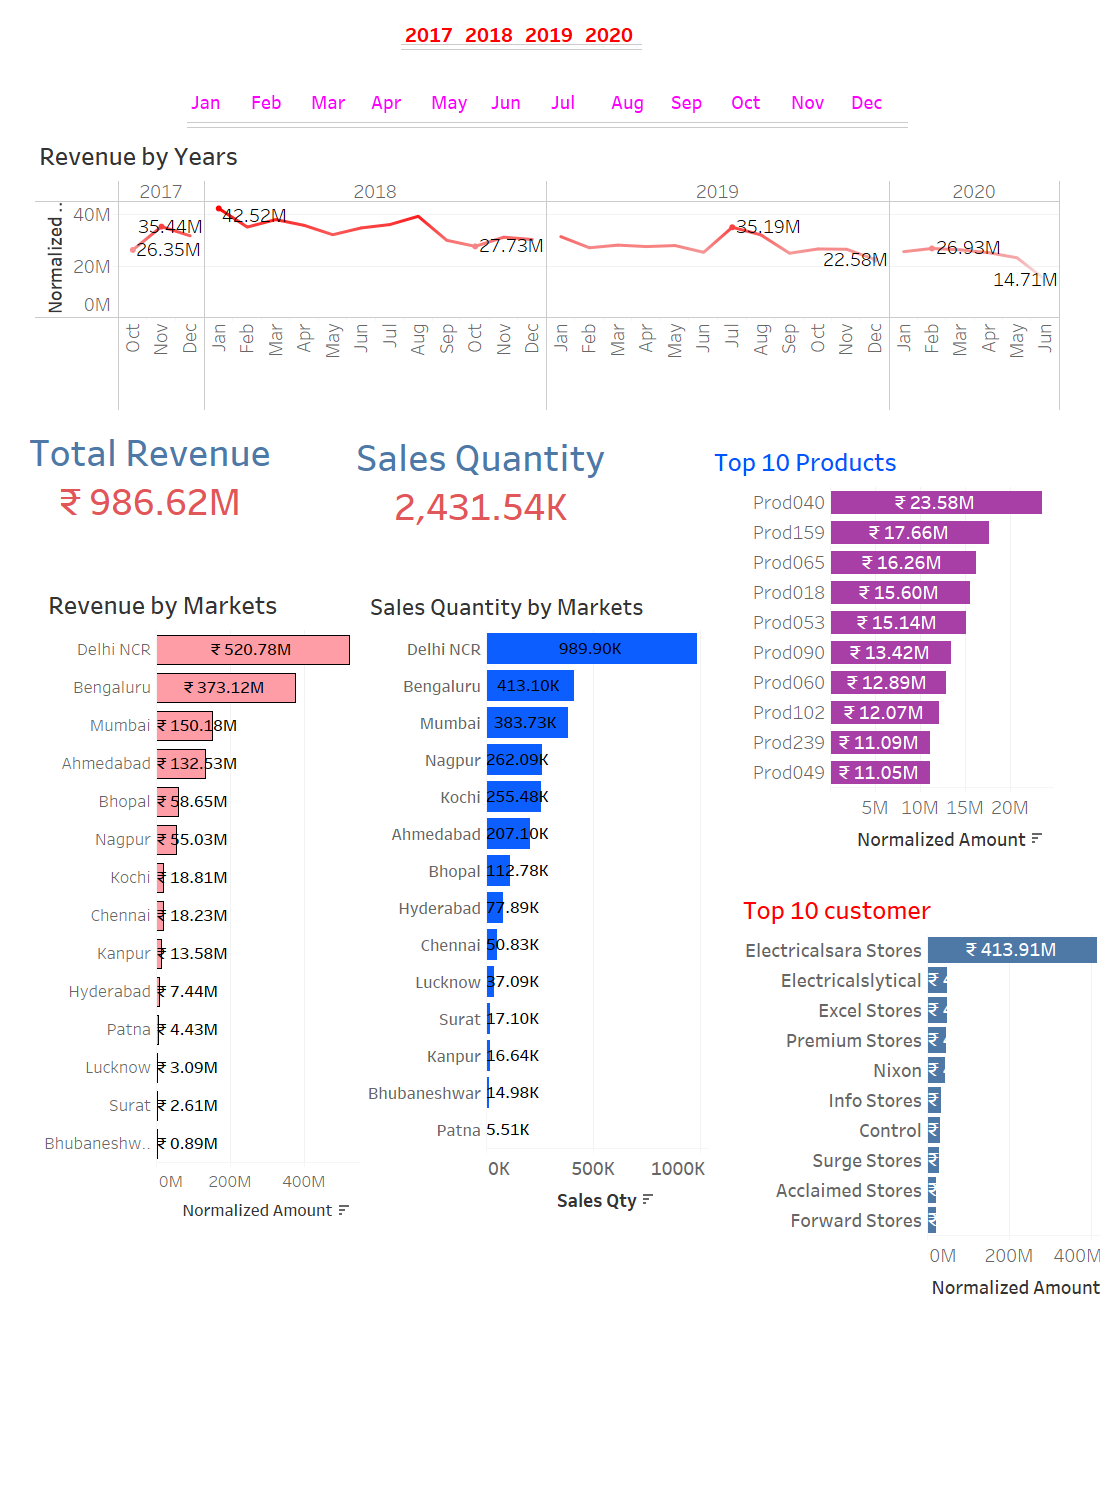 2017 2018 2019 2020
Jan Feb Mar Apr May Jun Jul Aug Sep Oct Nov Dec
Revenue by Years
2017 2018 2019 2020
Normalized ..
40M
20M
0M
35.44M
26.35M
42.52M
27.73M
35.19M
22.58M
26.93M
14.71M
Oct Nov Dec Jan Feb Mar Apr May Jun Jul Aug Sep Oct Nov Dec Jan Feb Mar Apr May Jun Jul Aug Sep Oct Nov Dec Jan Feb Mar Apr May Jun
Total Revenue
₹ 986.62M
Sales Quantity
2,431.54K
Top 10 Products
Prod040 ₹ 23.58M
Prod159 ₹ 17.66M
Prod065 ₹ 16.26M
Prod018 ₹ 15.60M
Prod053 ₹ 15.14M
Prod090 ₹ 13.42M
Prod060 ₹ 12.89M
Prod102 ₹ 12.07M
Prod239 ₹ 11.09M
Prod049 ₹ 11.05M
5M 10M 15M 20M
Normalized Amount
Revenue by Markets
Delhi NCR ₹ 520.78M
Bengaluru ₹ 373.12M
Mumbai ₹ 150.18M
Ahmedabad ₹ 132.53M
Bhopal ₹ 58.65M
Nagpur ₹ 55.03M
Kochi ₹ 18.81M
Chennai ₹ 18.23M
Kanpur ₹ 13.58M
Hyderabad ₹ 7.44M
Patna ₹ 4.43M
Lucknow ₹ 3.09M
Surat ₹ 2.61M
Bhubaneshw.. ₹ 0.89M
0M 200M 400M
Normalized Amount
Sales Quantity by Markets
Delhi NCR 989.90K
Bengaluru 413.10K
Mumbai 383.73K
Nagpur 262.09K
Kochi 255.48K
Ahmedabad 207.10K
Bhopal 112.78K
Hyderabad 77.89K
Chennai 50.83K
Lucknow 37.09K
Surat 17.10K
Kanpur 16.64K
Bhubaneshwar 14.98K
Patna 5.51K
0K 500K 1000K
Sales Qty
Top 10 customer
Electricalsara Stores ₹ 413.91M
Electricalslytical ₹
Excel Stores ₹
Premium Stores ₹
Nixon ₹
Info Stores ₹
Control ₹
Surge Stores ₹
Acclaimed Stores ₹
Forward Stores ₹
0M 200M 400M
Normalized Amount